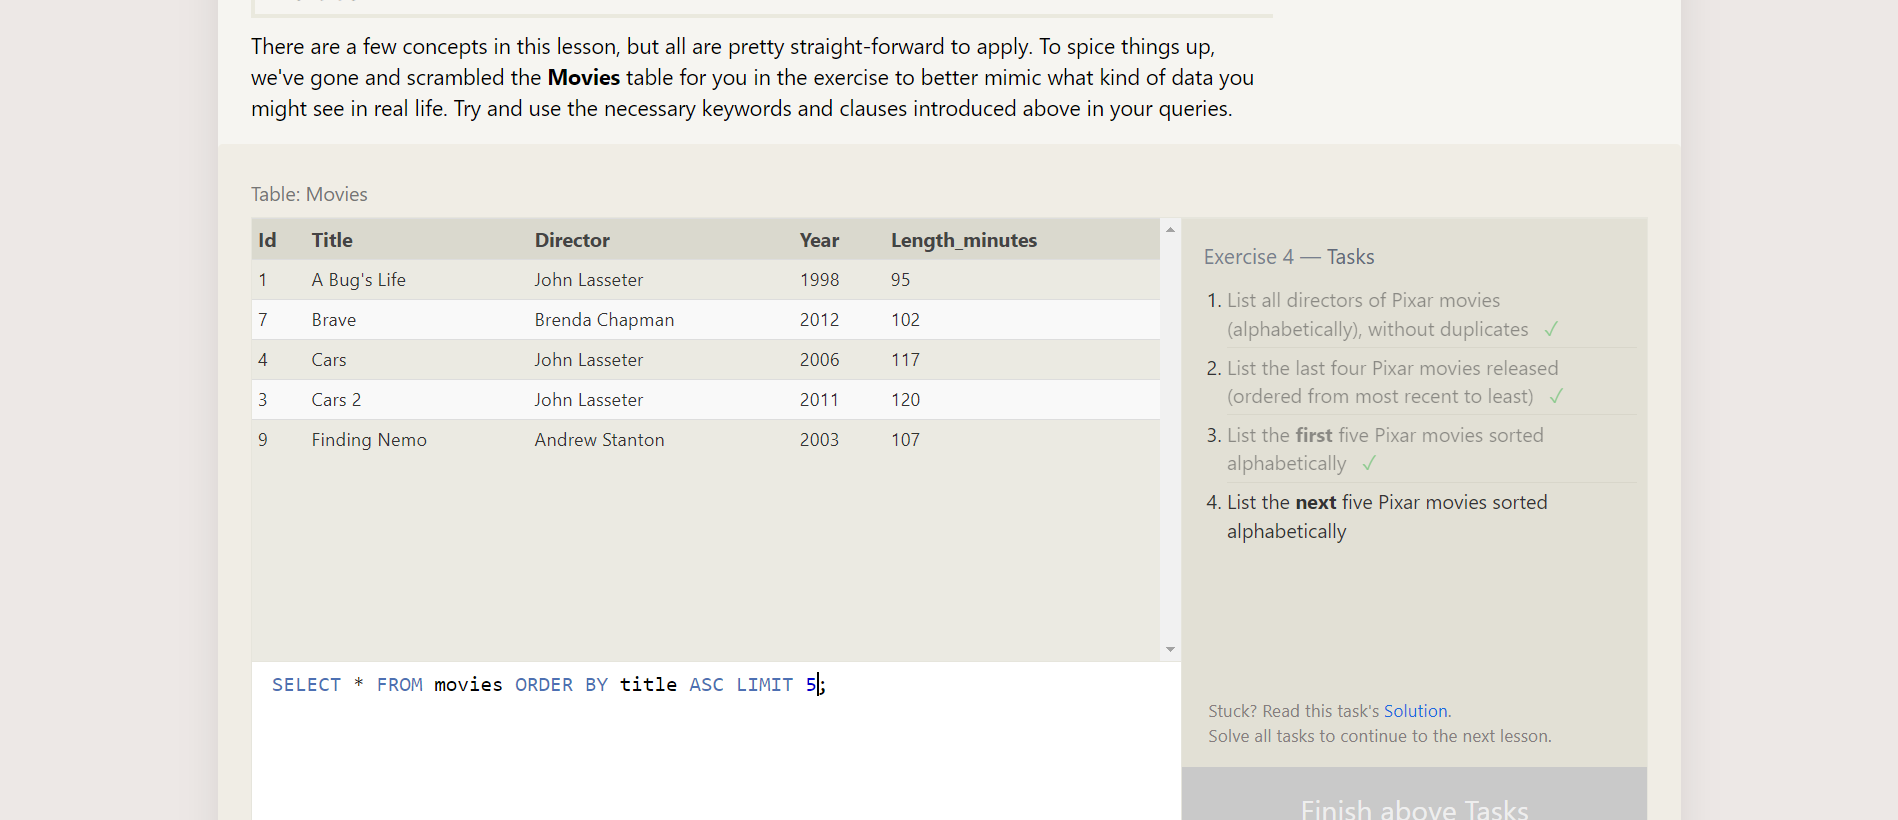 There are a few concepts in this lesson, but all are pretty straight-forward to apply. To spice things up,
we've gone and scrambled the Movies table for you in the exercise to better mimic what kind of data you
might see in real life. Try and use the necessary keywords and clauses introduced above in your queries.
Table: Movies
Id Title Director Year Length_minutes
1 A Bug's Life John Lasseter 1998 95
7 Brave Brenda Chapman 2012 102
4 Cars John Lasseter 2006 117
3 Cars 2 John Lasseter 2011 120
9 Finding Nemo Andrew Stanton 2003 107
SELECT * FROM movies ORDER BY title ASC LIMIT 5;
Exercise 4 — Tasks
1. List all directors of Pixar movies
(alphabetically), without duplicates ✓
2. List the last four Pixar movies released
(ordered from most recent to least) ✓
3. List the first five Pixar movies sorted
alphabetically ✓
4. List the next five Pixar movies sorted
alphabetically
Stuck? Read this task's Solution.
Solve all tasks to continue to the next lesson.
Finish above Tasks